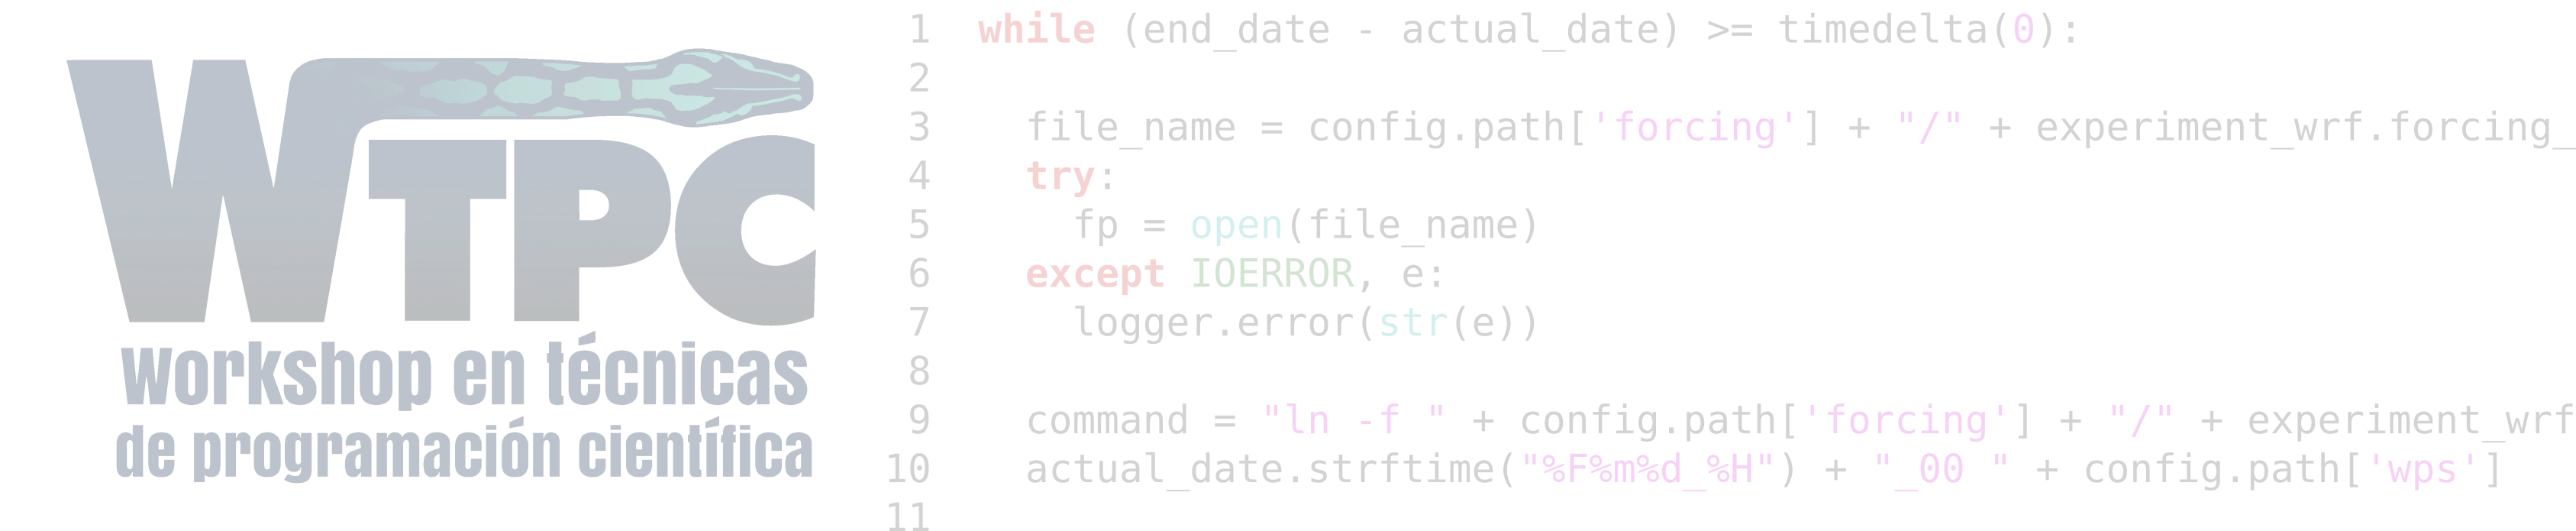 WTPC
workshop en técnicas
de programación científica
1 while (end_date - actual_date) >= timedelta(0):
2
3 file_name = config.path['forcing'] + "/" + experiment_wrf.forcing_
4 try:
5 fp = open(file_name)
6 except IOERROR, e:
7 logger.error(str(e))
8
9 command = "ln -f " + config.path['forcing'] + "/" + experiment_wrf
10 actual_date.strftime("%F%m%d_%H") + "_00 " + config.path['wps']
11